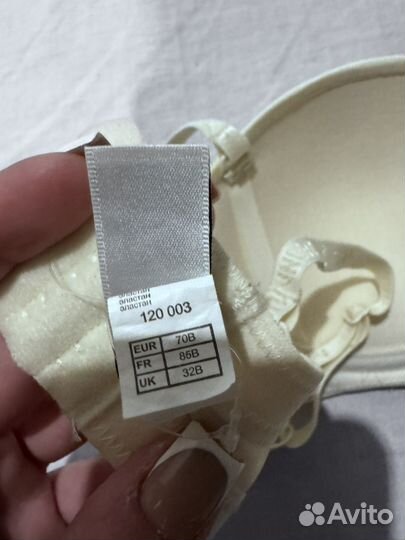 эластан
эластан
эластан
120 003
EUR 70B
FR 85B
UK 32B
Avito